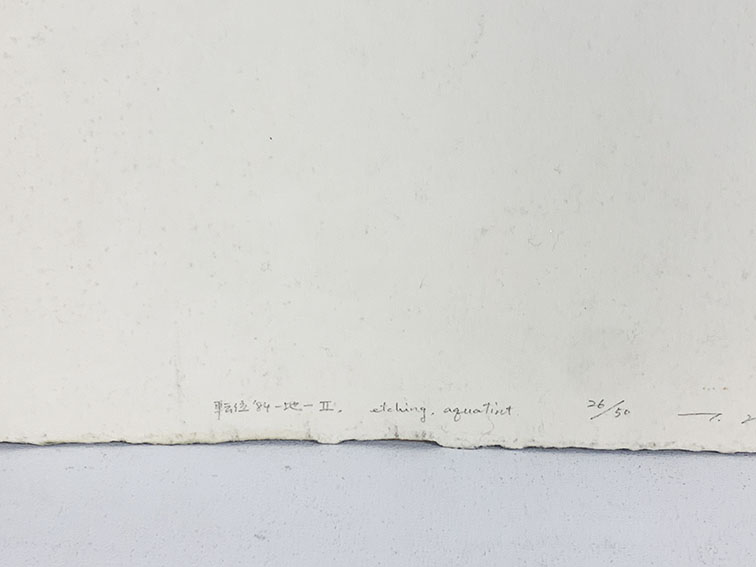 転位'84-地-II. etching. aquatint 26/50